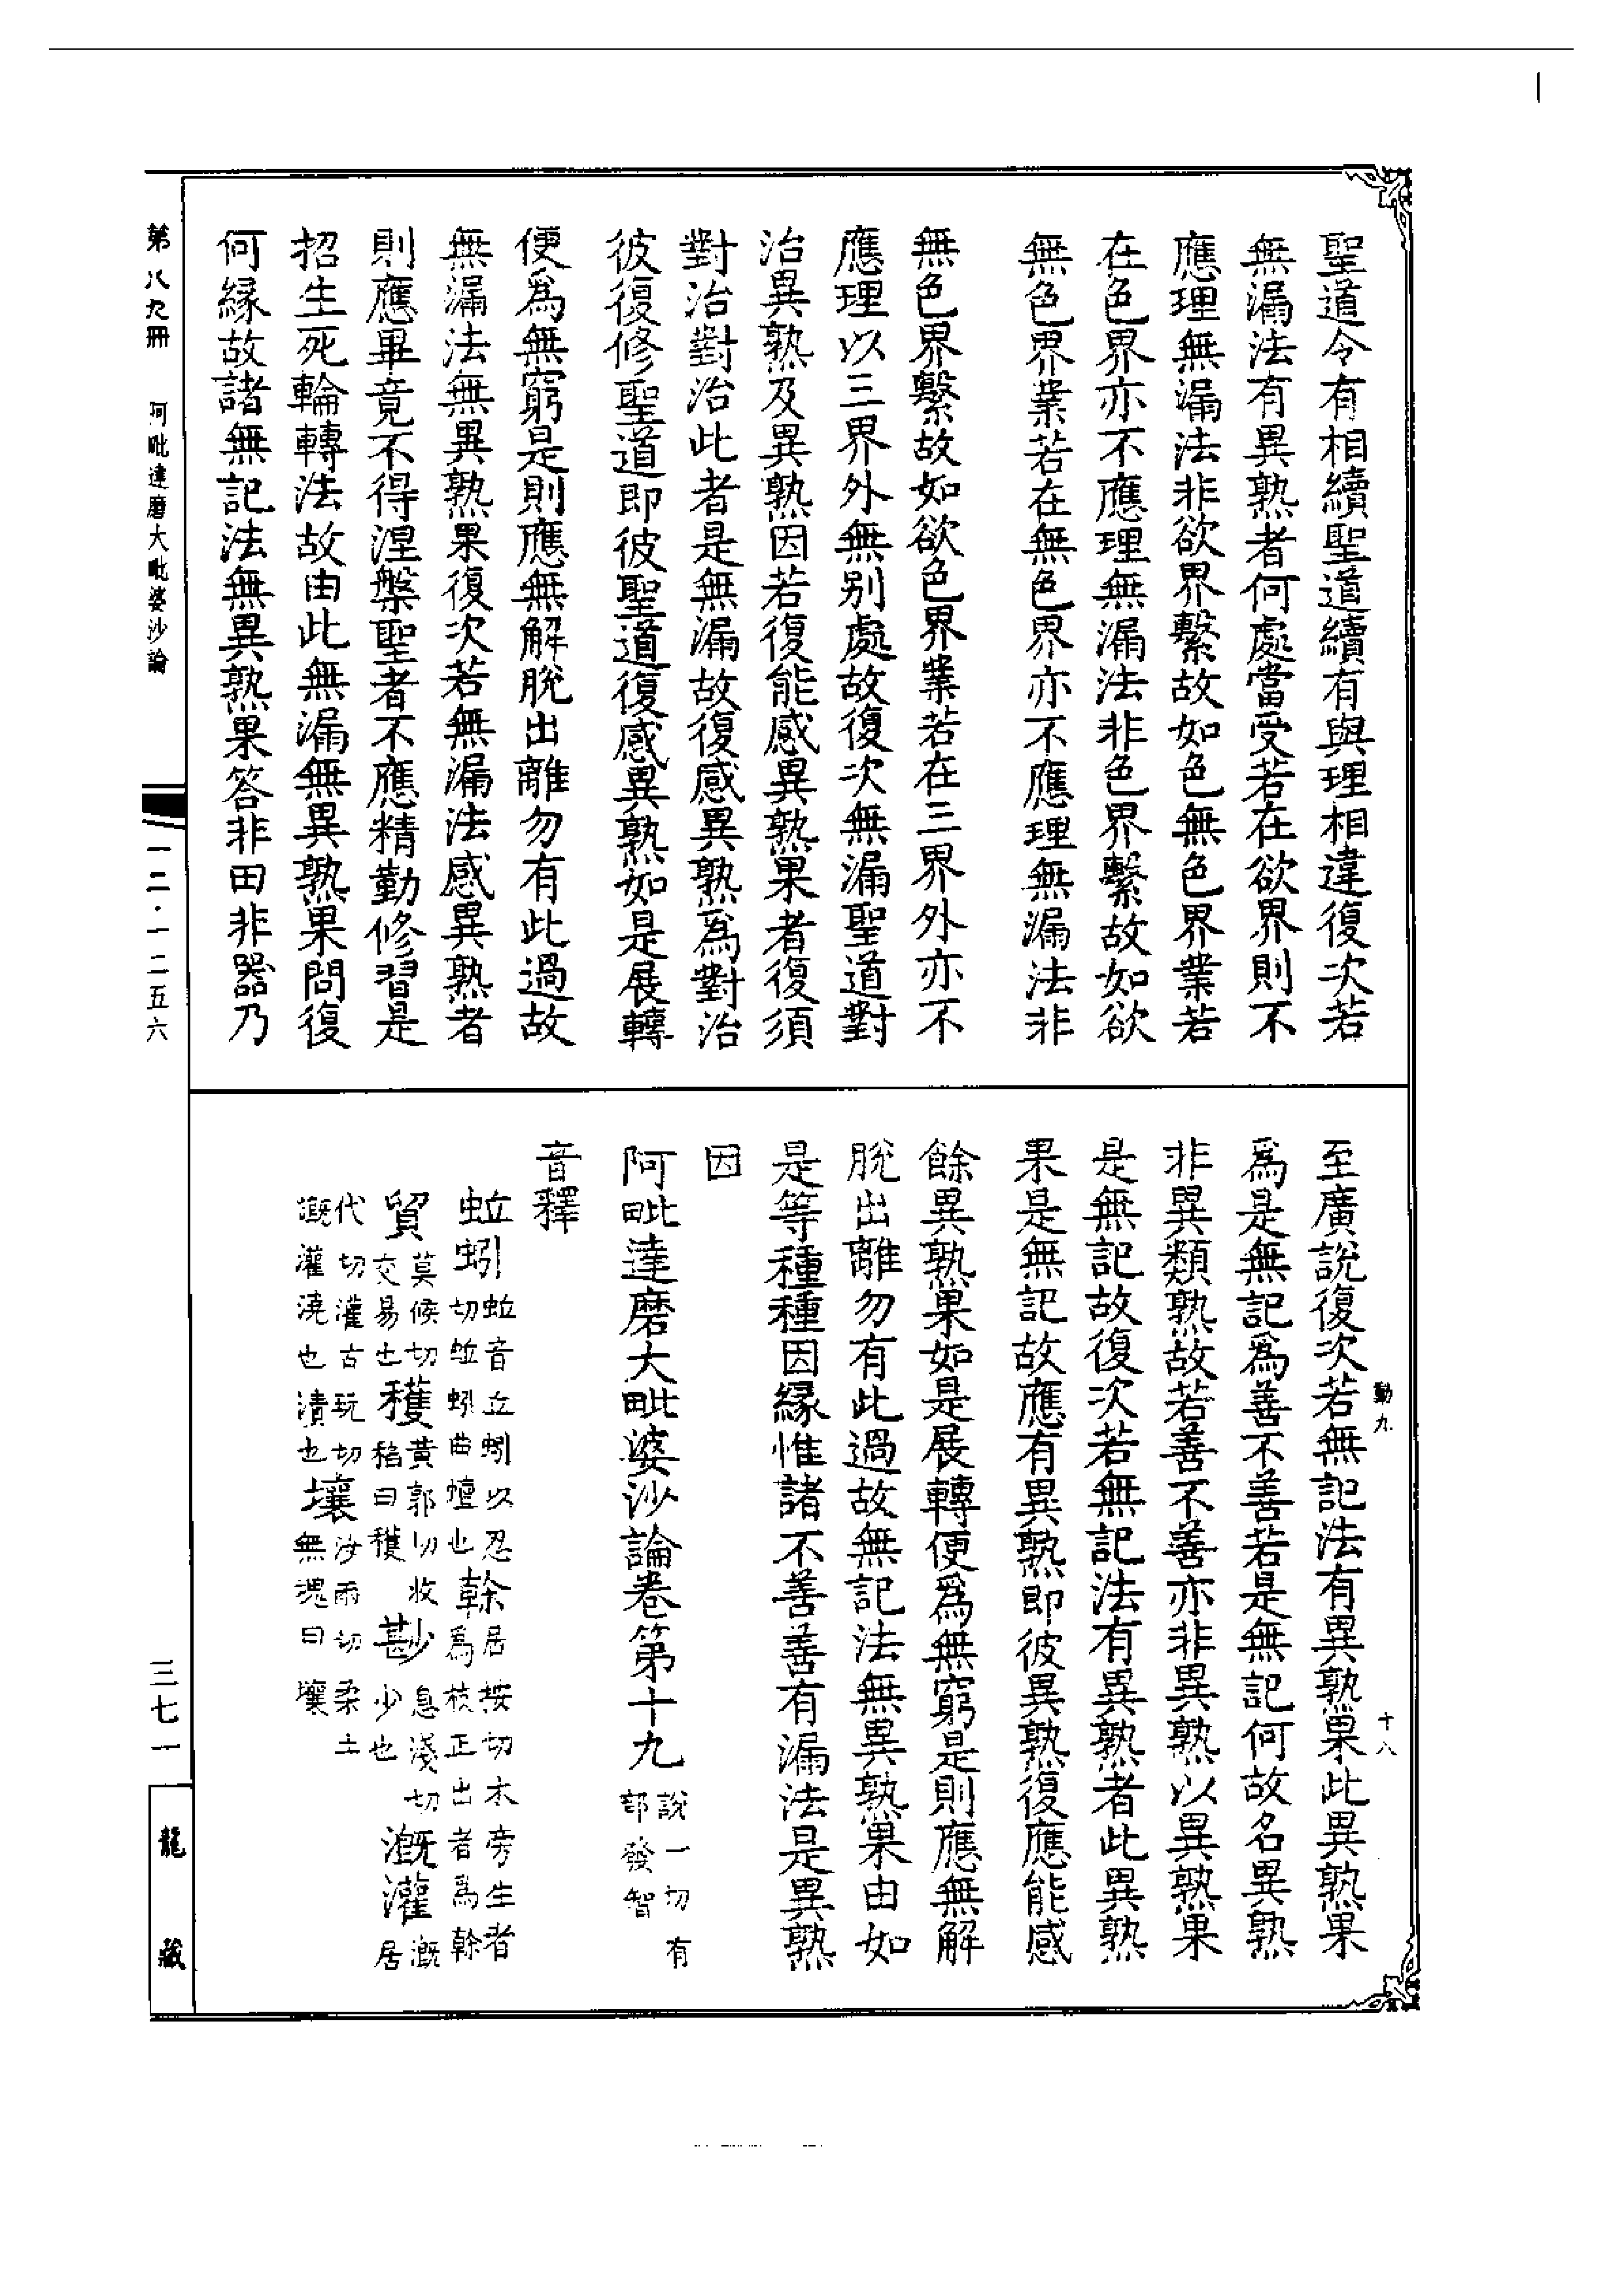 聖道令有相續聖道續有與理相違復次若
無漏法有異熟者何處當受若在欲界則不
應理無漏法非欲界繫故如色無色界業若
在色界亦不應理無漏法非色界繫故如欲
無色界業若在無色界亦不應理無漏法非
無色界繫故如欲色界業若在三界外亦不
應理以三界外無別處故復次無漏聖道對
治異熟及異熟因若復能感異熟果者復須
對治對治此者是無漏故復感異熟爲對治
彼復修聖道即彼聖道復感異熟如是展轉
便爲無窮是則應無解脫出離勿有此過故
無漏法無異熟果復次若無漏法感異熟者
則應畢竟不得涅槃聖者不應精勤修習是
招生死輪轉法故由此無漏無異熟果問復
何緣故諸無記法無異熟果答非田非器乃
至廣說復次若無記法有異熟果此異熟果
爲是無記爲善不善若是無記何故名異熟
非異類熟故若善不善亦非異熟以異熟果
是無記故復次若無記法有異熟者此異熟
果是無記故應有異熟即彼異熟復應能感
餘異熟果如是展轉便爲無窮是則應無解
脫出離勿有此過故無記法無異熟果由如
是等種種因緣惟諸不善善有漏法是異熟
因
阿毗達磨大毗婆沙論卷第十九 說一切有部發智
音釋
蚯蚓 蚯音丘蚓以忍切蚯蚓曲蟺也 幹 居按切木旁生者爲枝正出者爲幹
貿 莫候切交易也 穫 黃郭切收稻曰穫 尠 息淺切少也 溉灌 溉居
代切灌古玩切溉灌澆也漬也 壤 汝兩切柔土無塊曰壤
動九
十八
第八九冊
阿毗達磨大毗婆沙論
一二·一二五六
三七一
龍藏